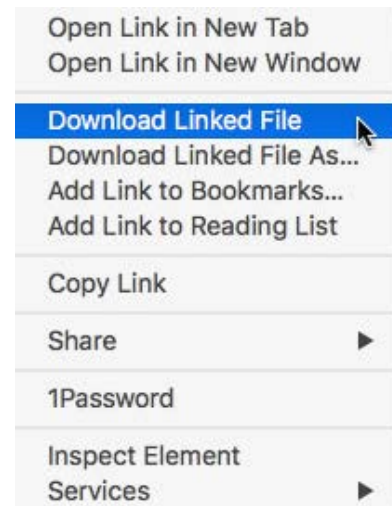 Open Link in New Tab
Open Link in New Window
Download Linked File
Download Linked File As...
Add Link to Bookmarks...
Add Link to Reading List
Copy Link
Share
1Password
Inspect Element
Services